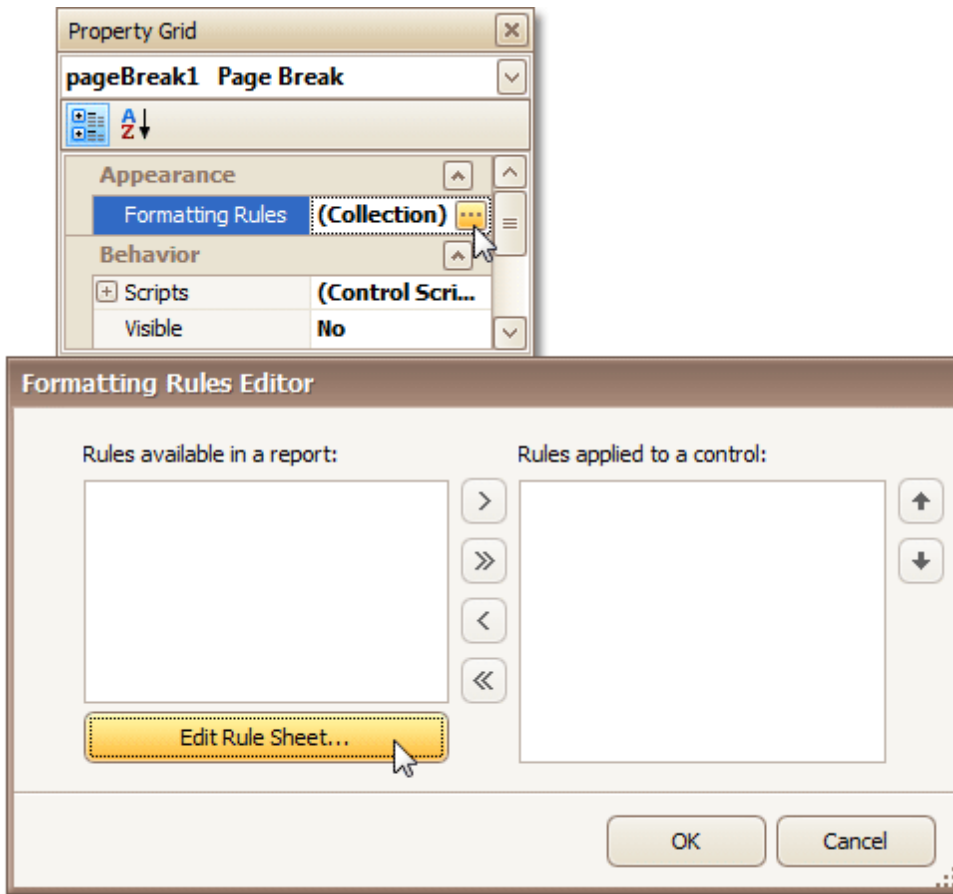 Property Grid
pageBreak1 Page Break
A
Z
Appearance
Formatting Rules (Collection) ...
Behavior
Scripts (Control Scri...
Visible No
Formatting Rules Editor
Rules available in a report: Rules applied to a control:
Edit Rule Sheet...
OK Cancel